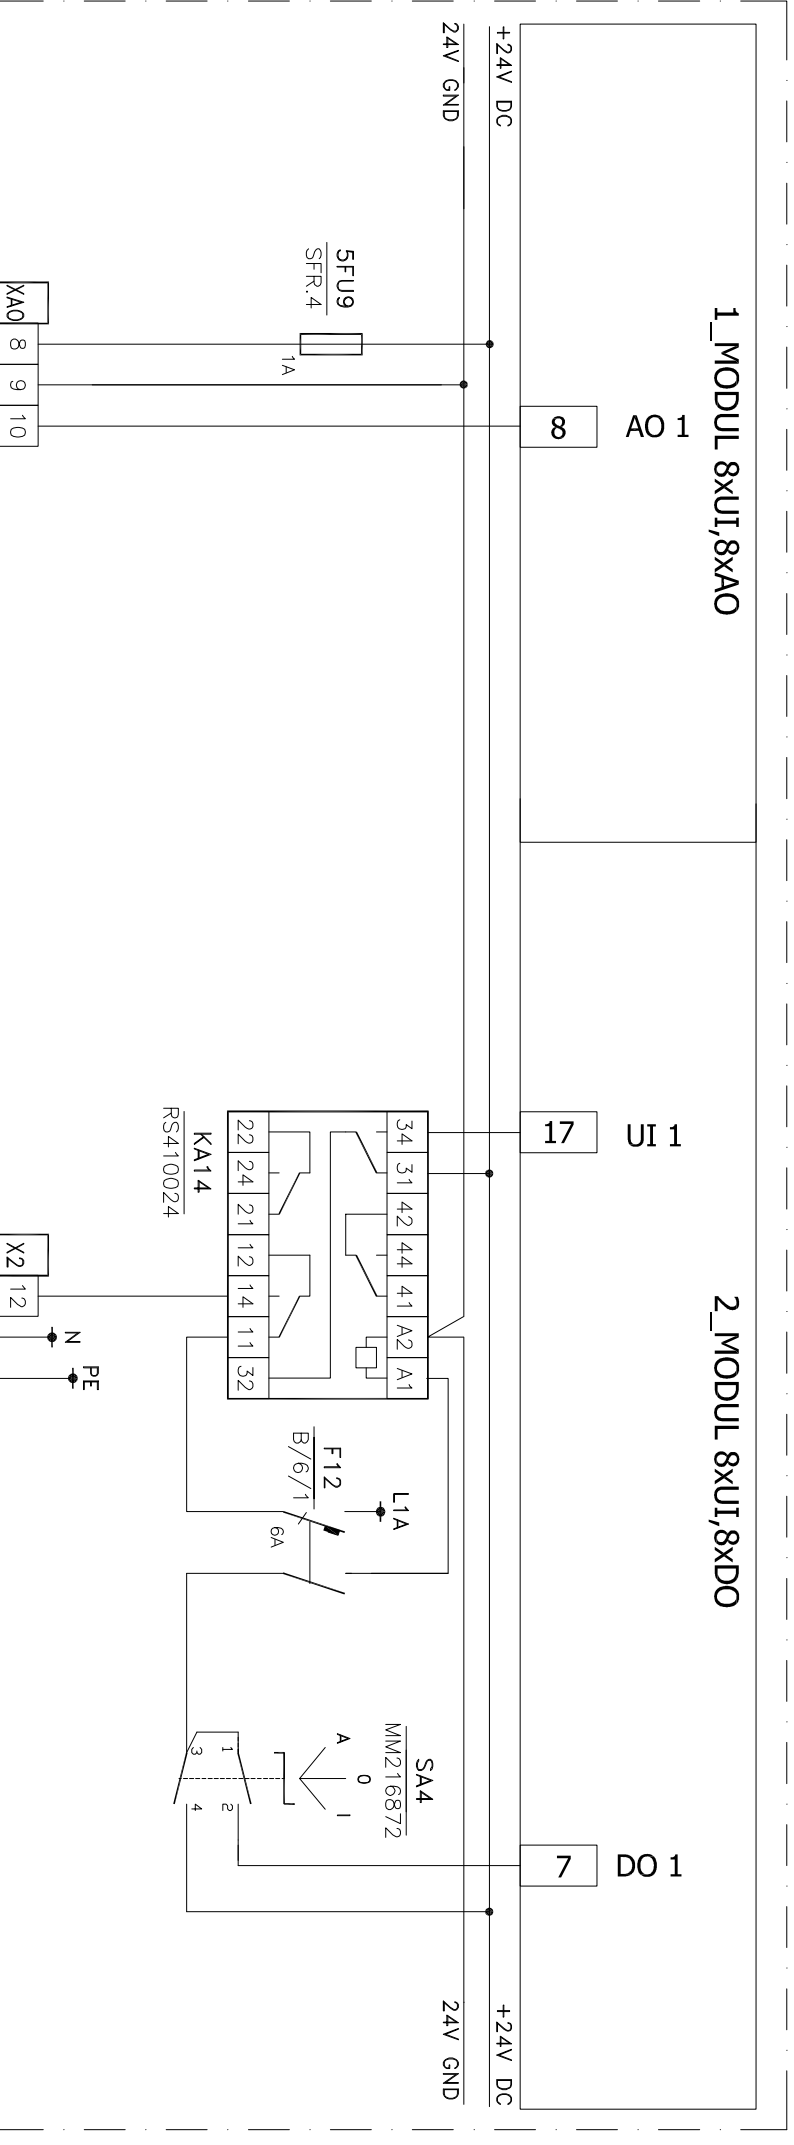 24V GND
+24V DC
1_MODUL 8xUI,8xAO
5FU9
SFR.4
1A
XA0
8
9
10
8
AO 1
17
UI 1
2_MODUL 8xUI,8xDO
34
31
42
44
41
A2
A1
22
24
21
12
14
11
32
KA14
RS410024
X2
12
N
PE
F12
B/6/1
6A
L1A
SA4
MM216872
A
0
I
1
2
3
4
7
DO 1
24V GND
+24V DC